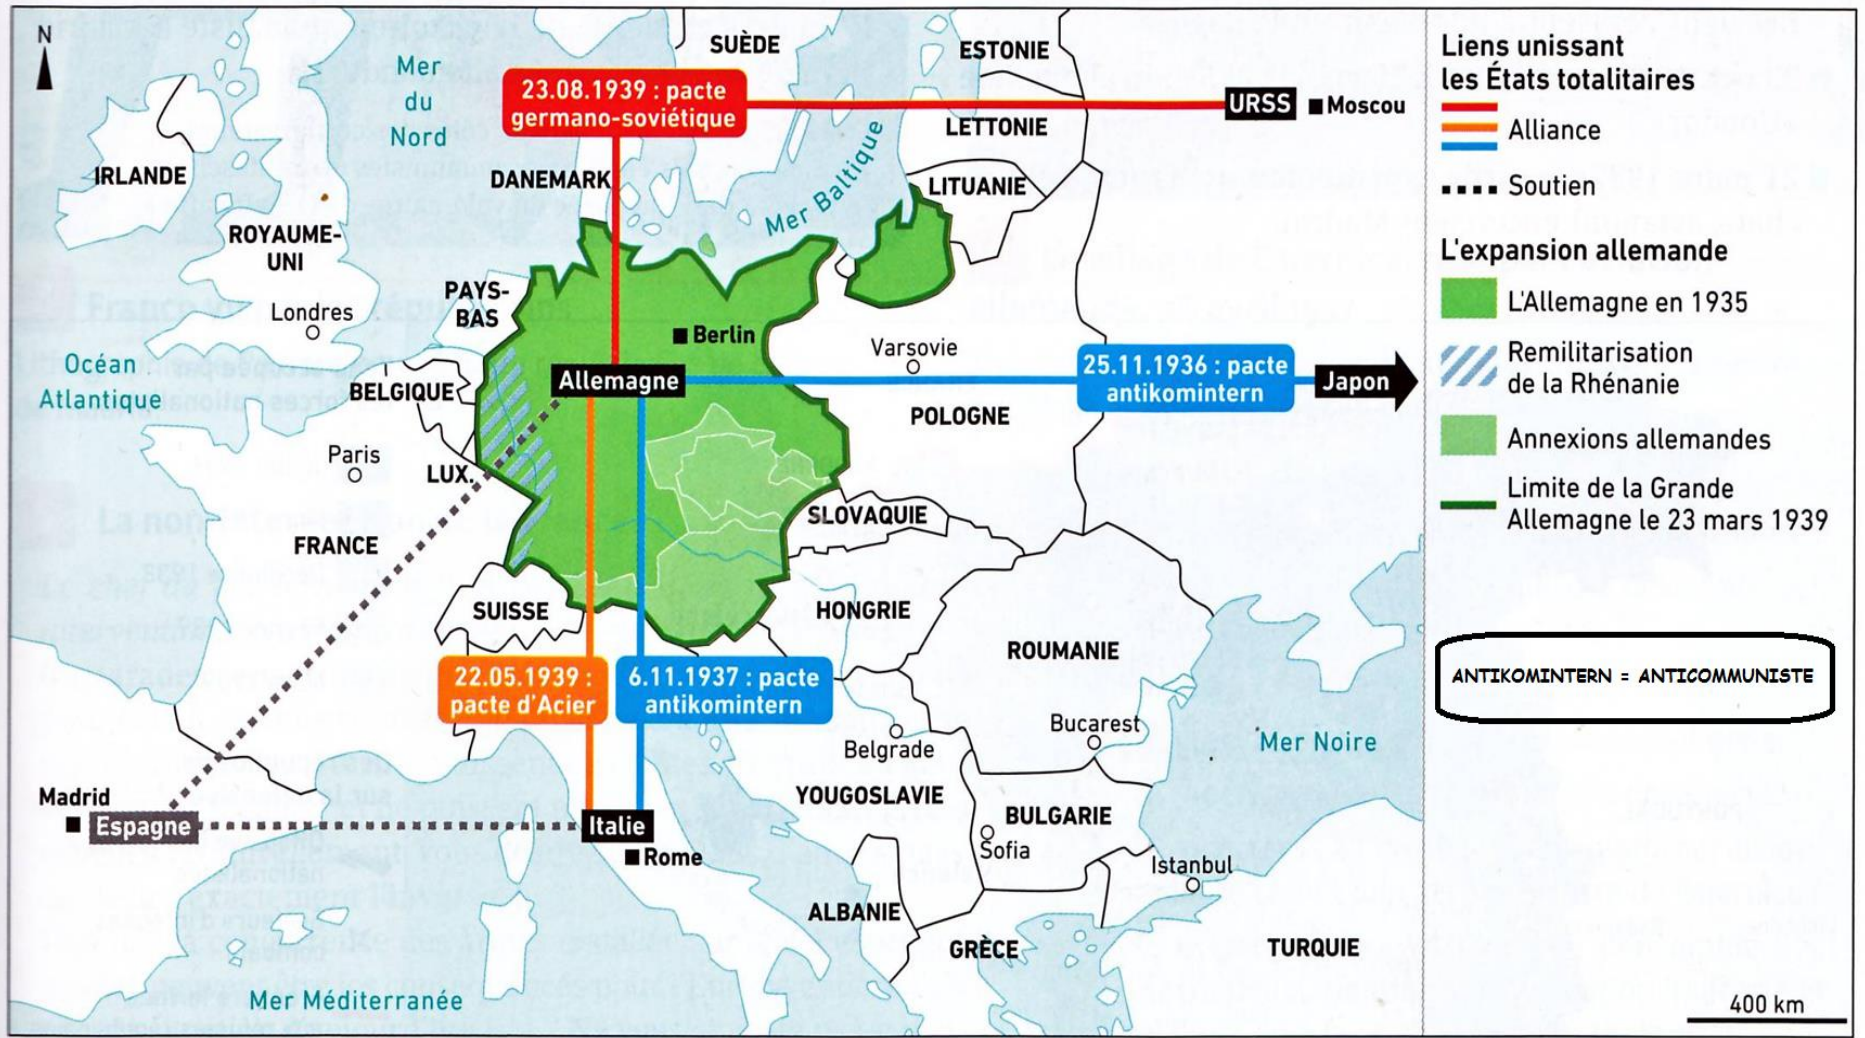 N
SUÈDE
ESTONIE
Mer
du
Nord
23.08.1939 : pacte
germano-soviétique
URSS
Moscou
LETTONIE
IRLANDE
DANEMARK
Mer Baltique
LITUANIE
ROYAUME-
UNI
PAYS-
BAS
Londres
Berlin
Varsovie
Océan
Atlantique
BELGIQUE
Allemagne
25.11.1936 : pacte
antikomintern
Japon
POLOGNE
Paris
LUX.
SLOVAQUIE
FRANCE
SUISSE
HONGRIE
ROUMANIE
22.05.1939 :
pacte d'Acier
6.11.1937 : pacte
antikomintern
Belgrade
Bucarest
Mer Noire
Madrid
Espagne
Italie
Rome
YOUGOSLAVIE
BULGARIE
Sofia
Istanbul
ALBANIE
GRÈCE
TURQUIE
Mer Méditerranée
Liens unissant
les États totalitaires
Alliance
Soutien
L'expansion allemande
L'Allemagne en 1935
Remilitarisation
de la Rhénanie
Annexions allemandes
Limite de la Grande
Allemagne le 23 mars 1939
ANTIKOMINTERN = ANTICOMMUNISTE
400 km